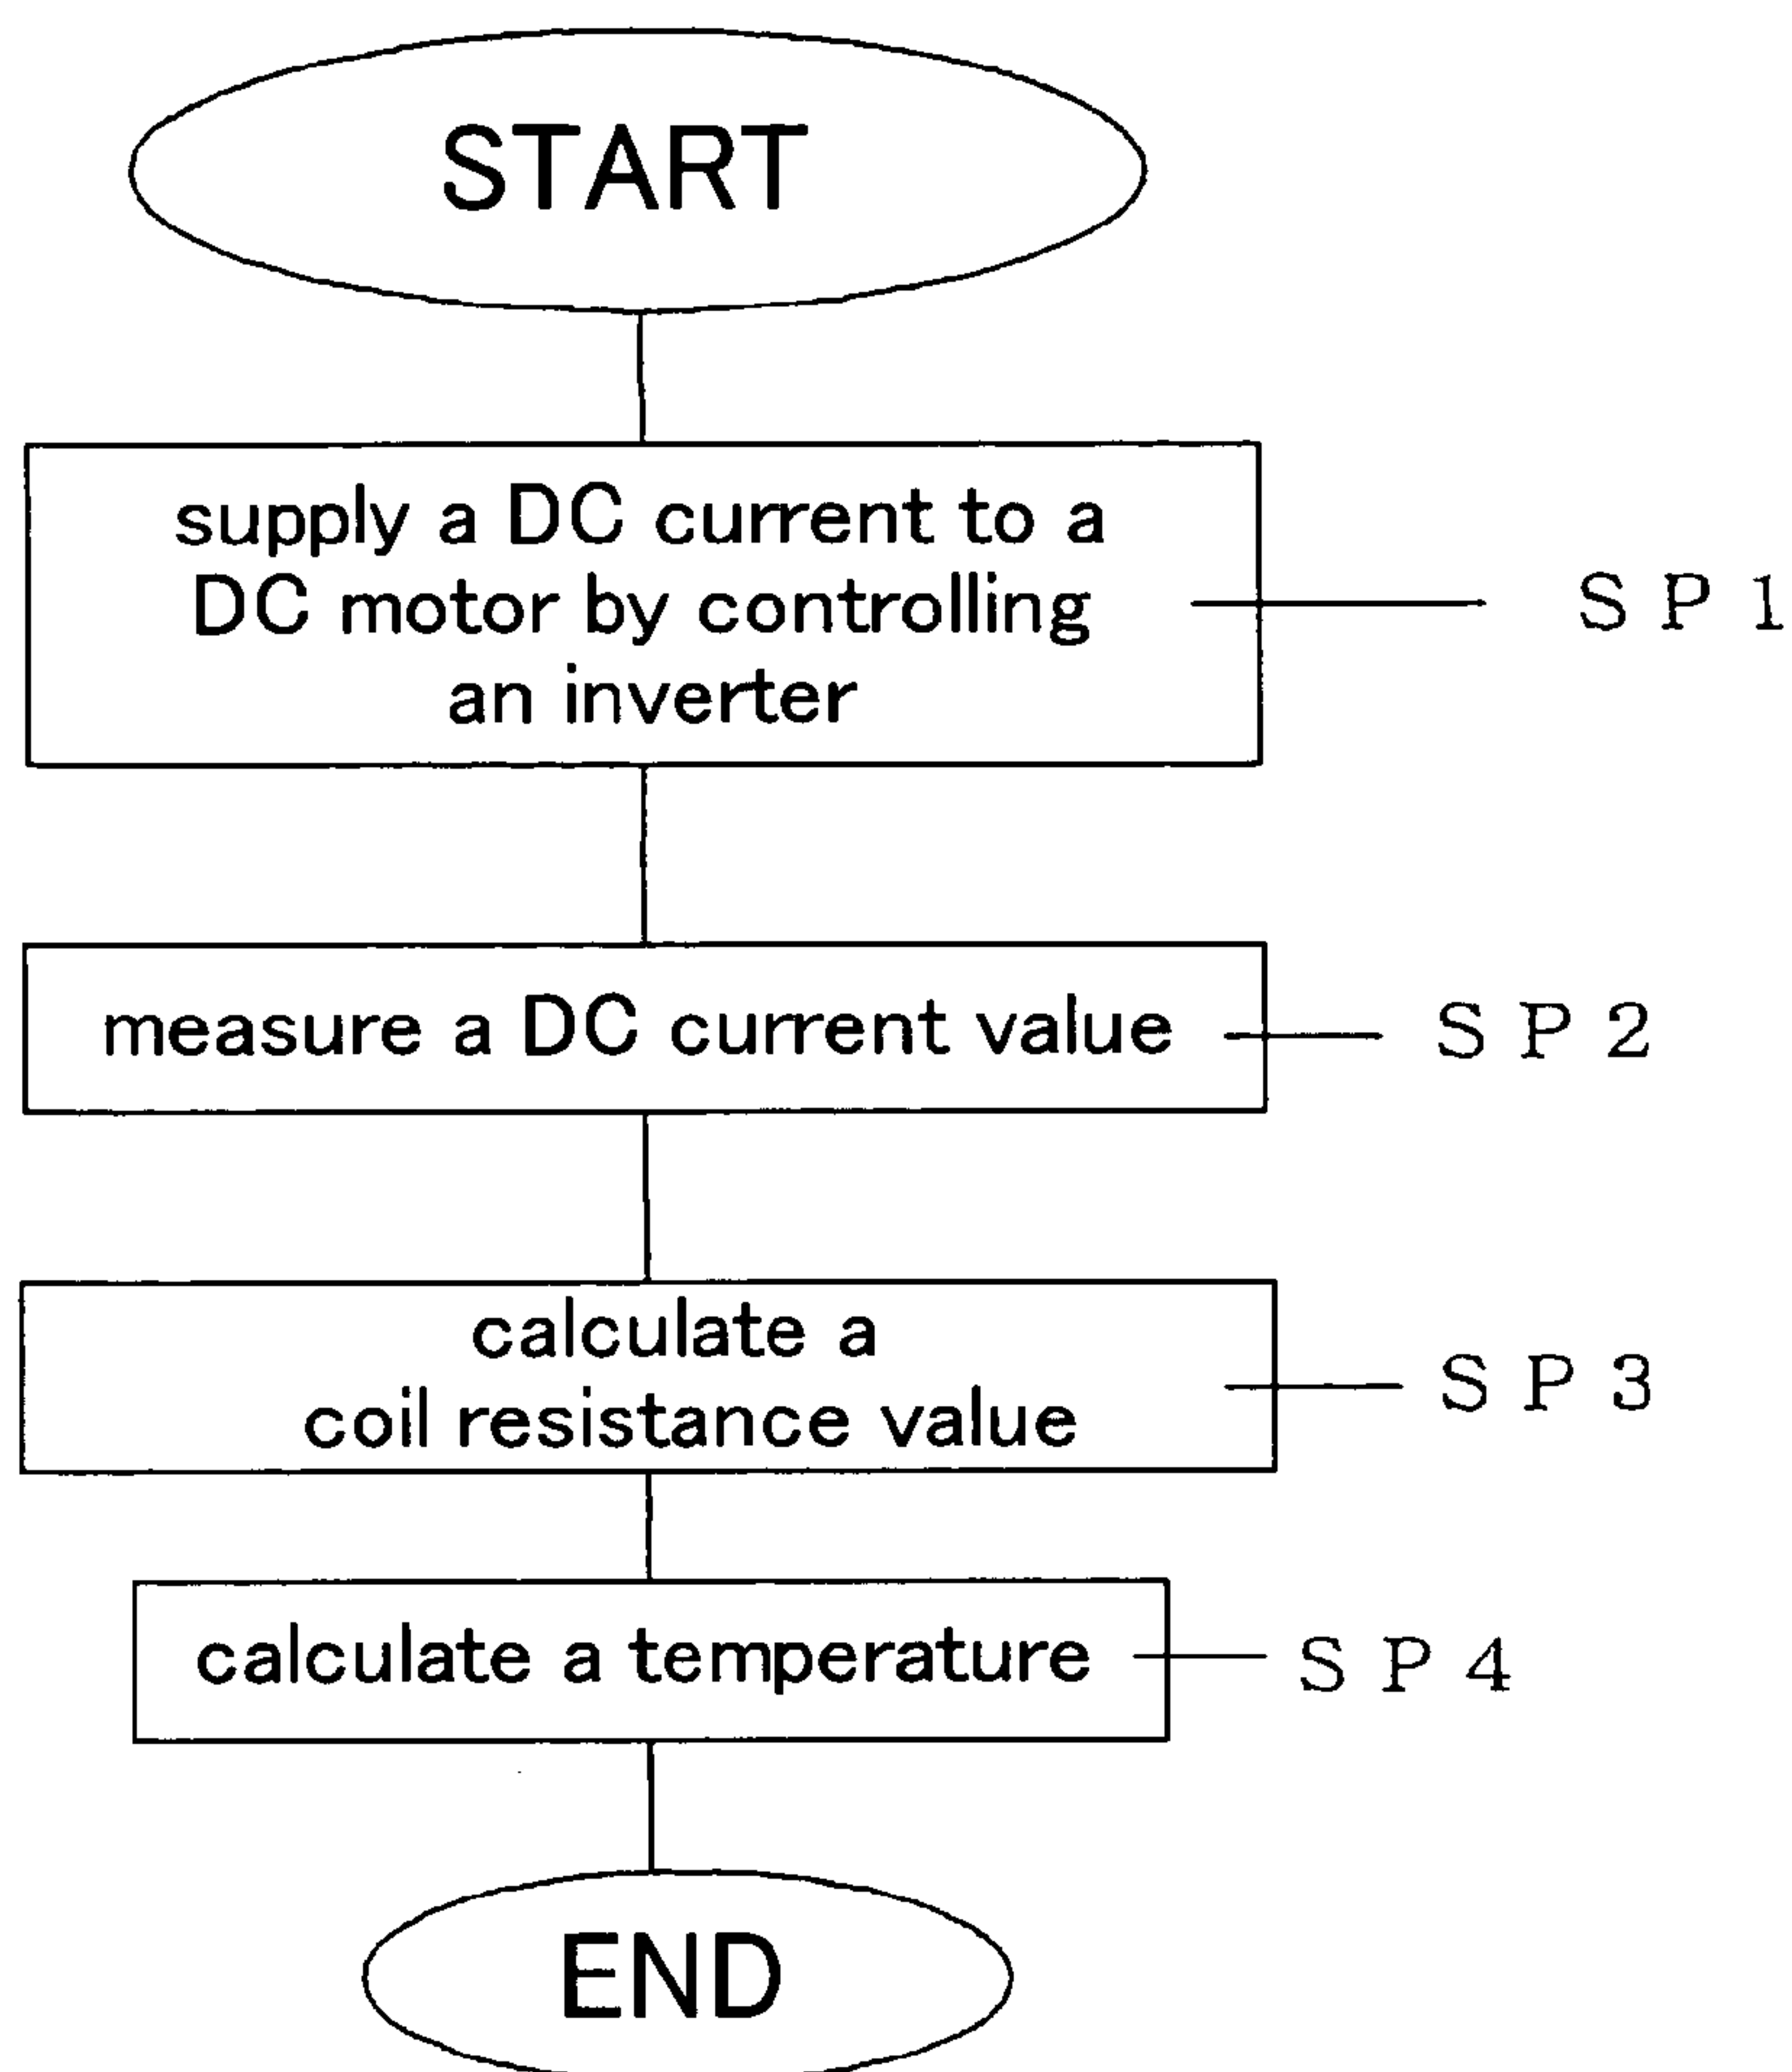 START
supply a DC current to a
DC motor by controlling
an inverter
SP1
measure a DC current value
SP2
calculate a
coil resistance value
SP3
calculate a temperature
SP4
END